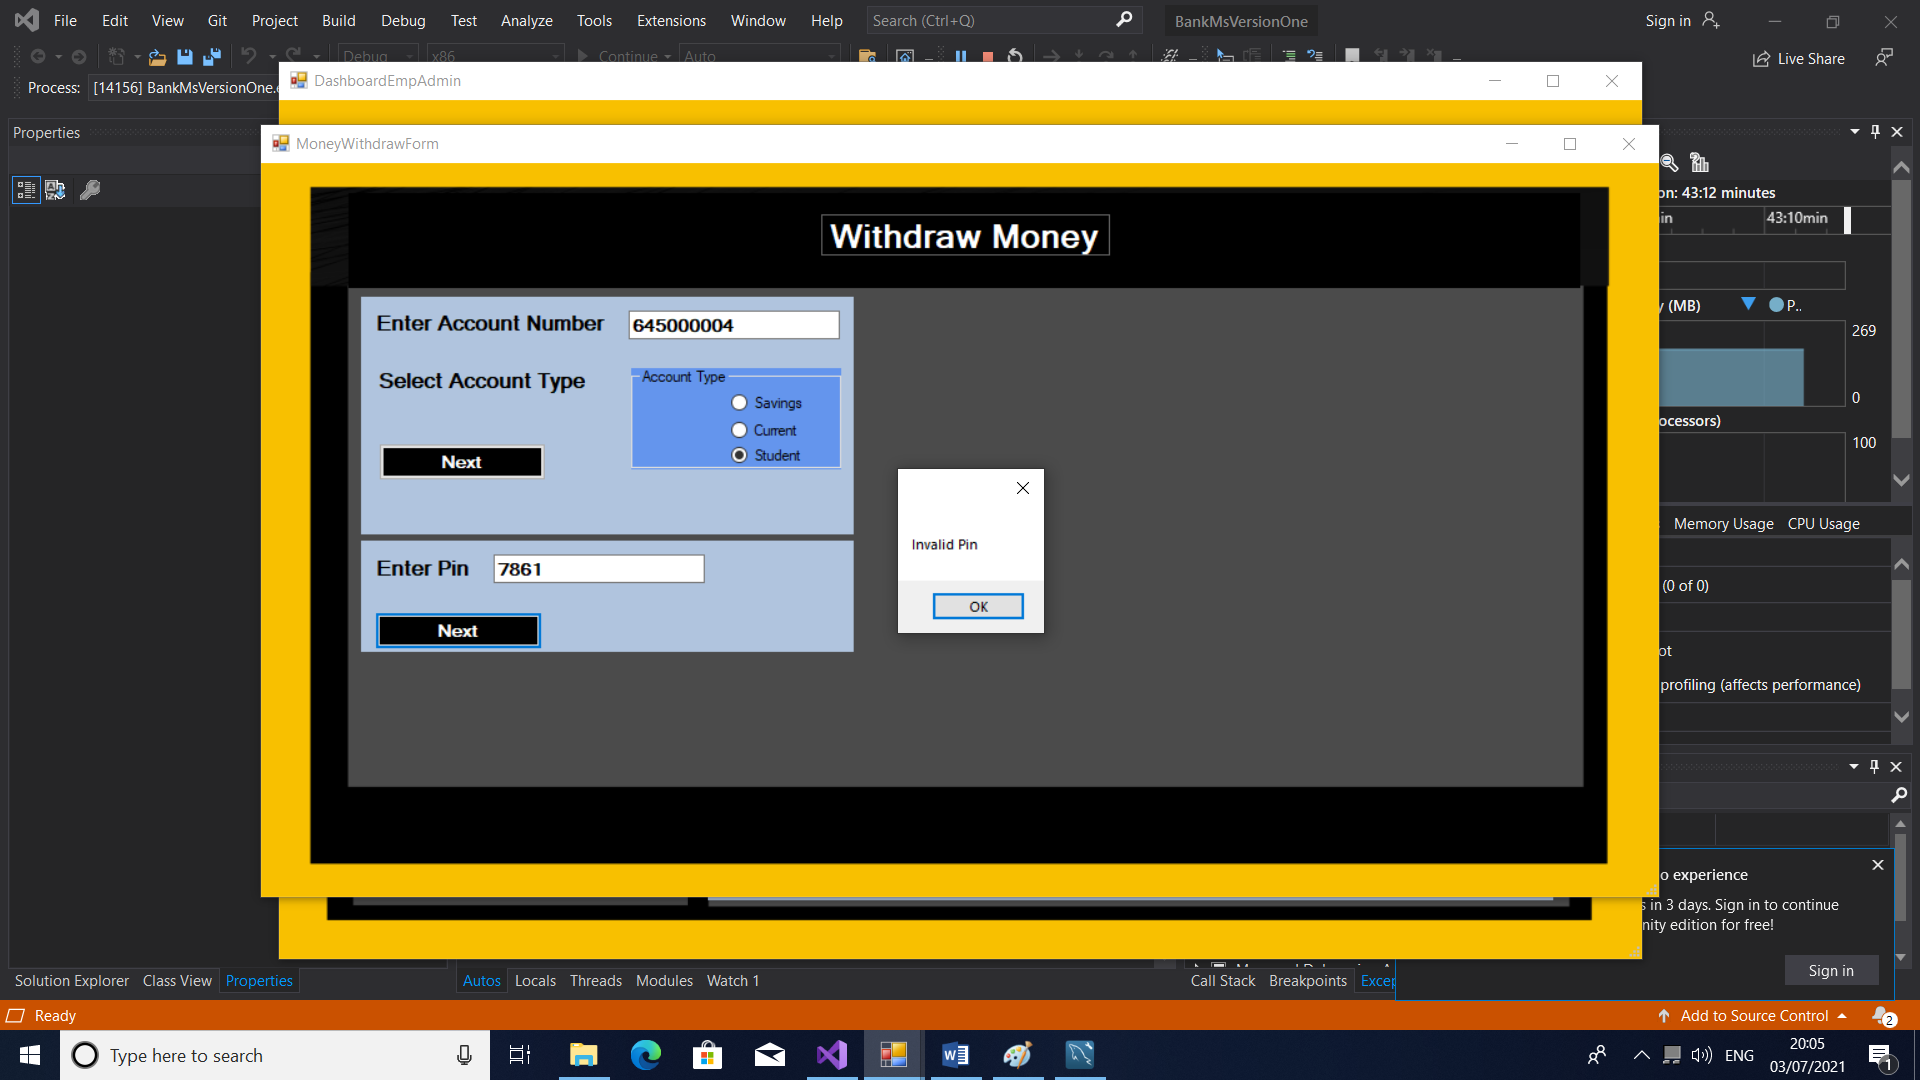 File Edit View Git Project Build Debug Test Analyze Tools Extensions Window Help Search (Ctrl+Q) BankMsVersionOne Sign in
Debug x86 Continue Auto Live Share
Process: [14156] BankMsVersionOne.
DashboardEmpAdmin
Properties
MoneyWithdrawForm
on: 43:12 minutes
in 43:10min
Withdraw Money
Enter Account Number 645000004
y (MB) P..
269
0
Select Account Type
Account Type
Savings
Current
Student
Next
ocessors)
100
Invalid Pin
OK
Memory Usage CPU Usage
Enter Pin 7861
Next
(0 of 0)
ot
profiling (affects performance)
o experience
s in 3 days. Sign in to continue
nity edition for free!
Sign in
Solution Explorer Class View Properties Autos Locals Threads Modules Watch 1 Call Stack Breakpoints Excep
Ready Add to Source Control 2
Type here to search ENG 20:05
03/07/2021 1